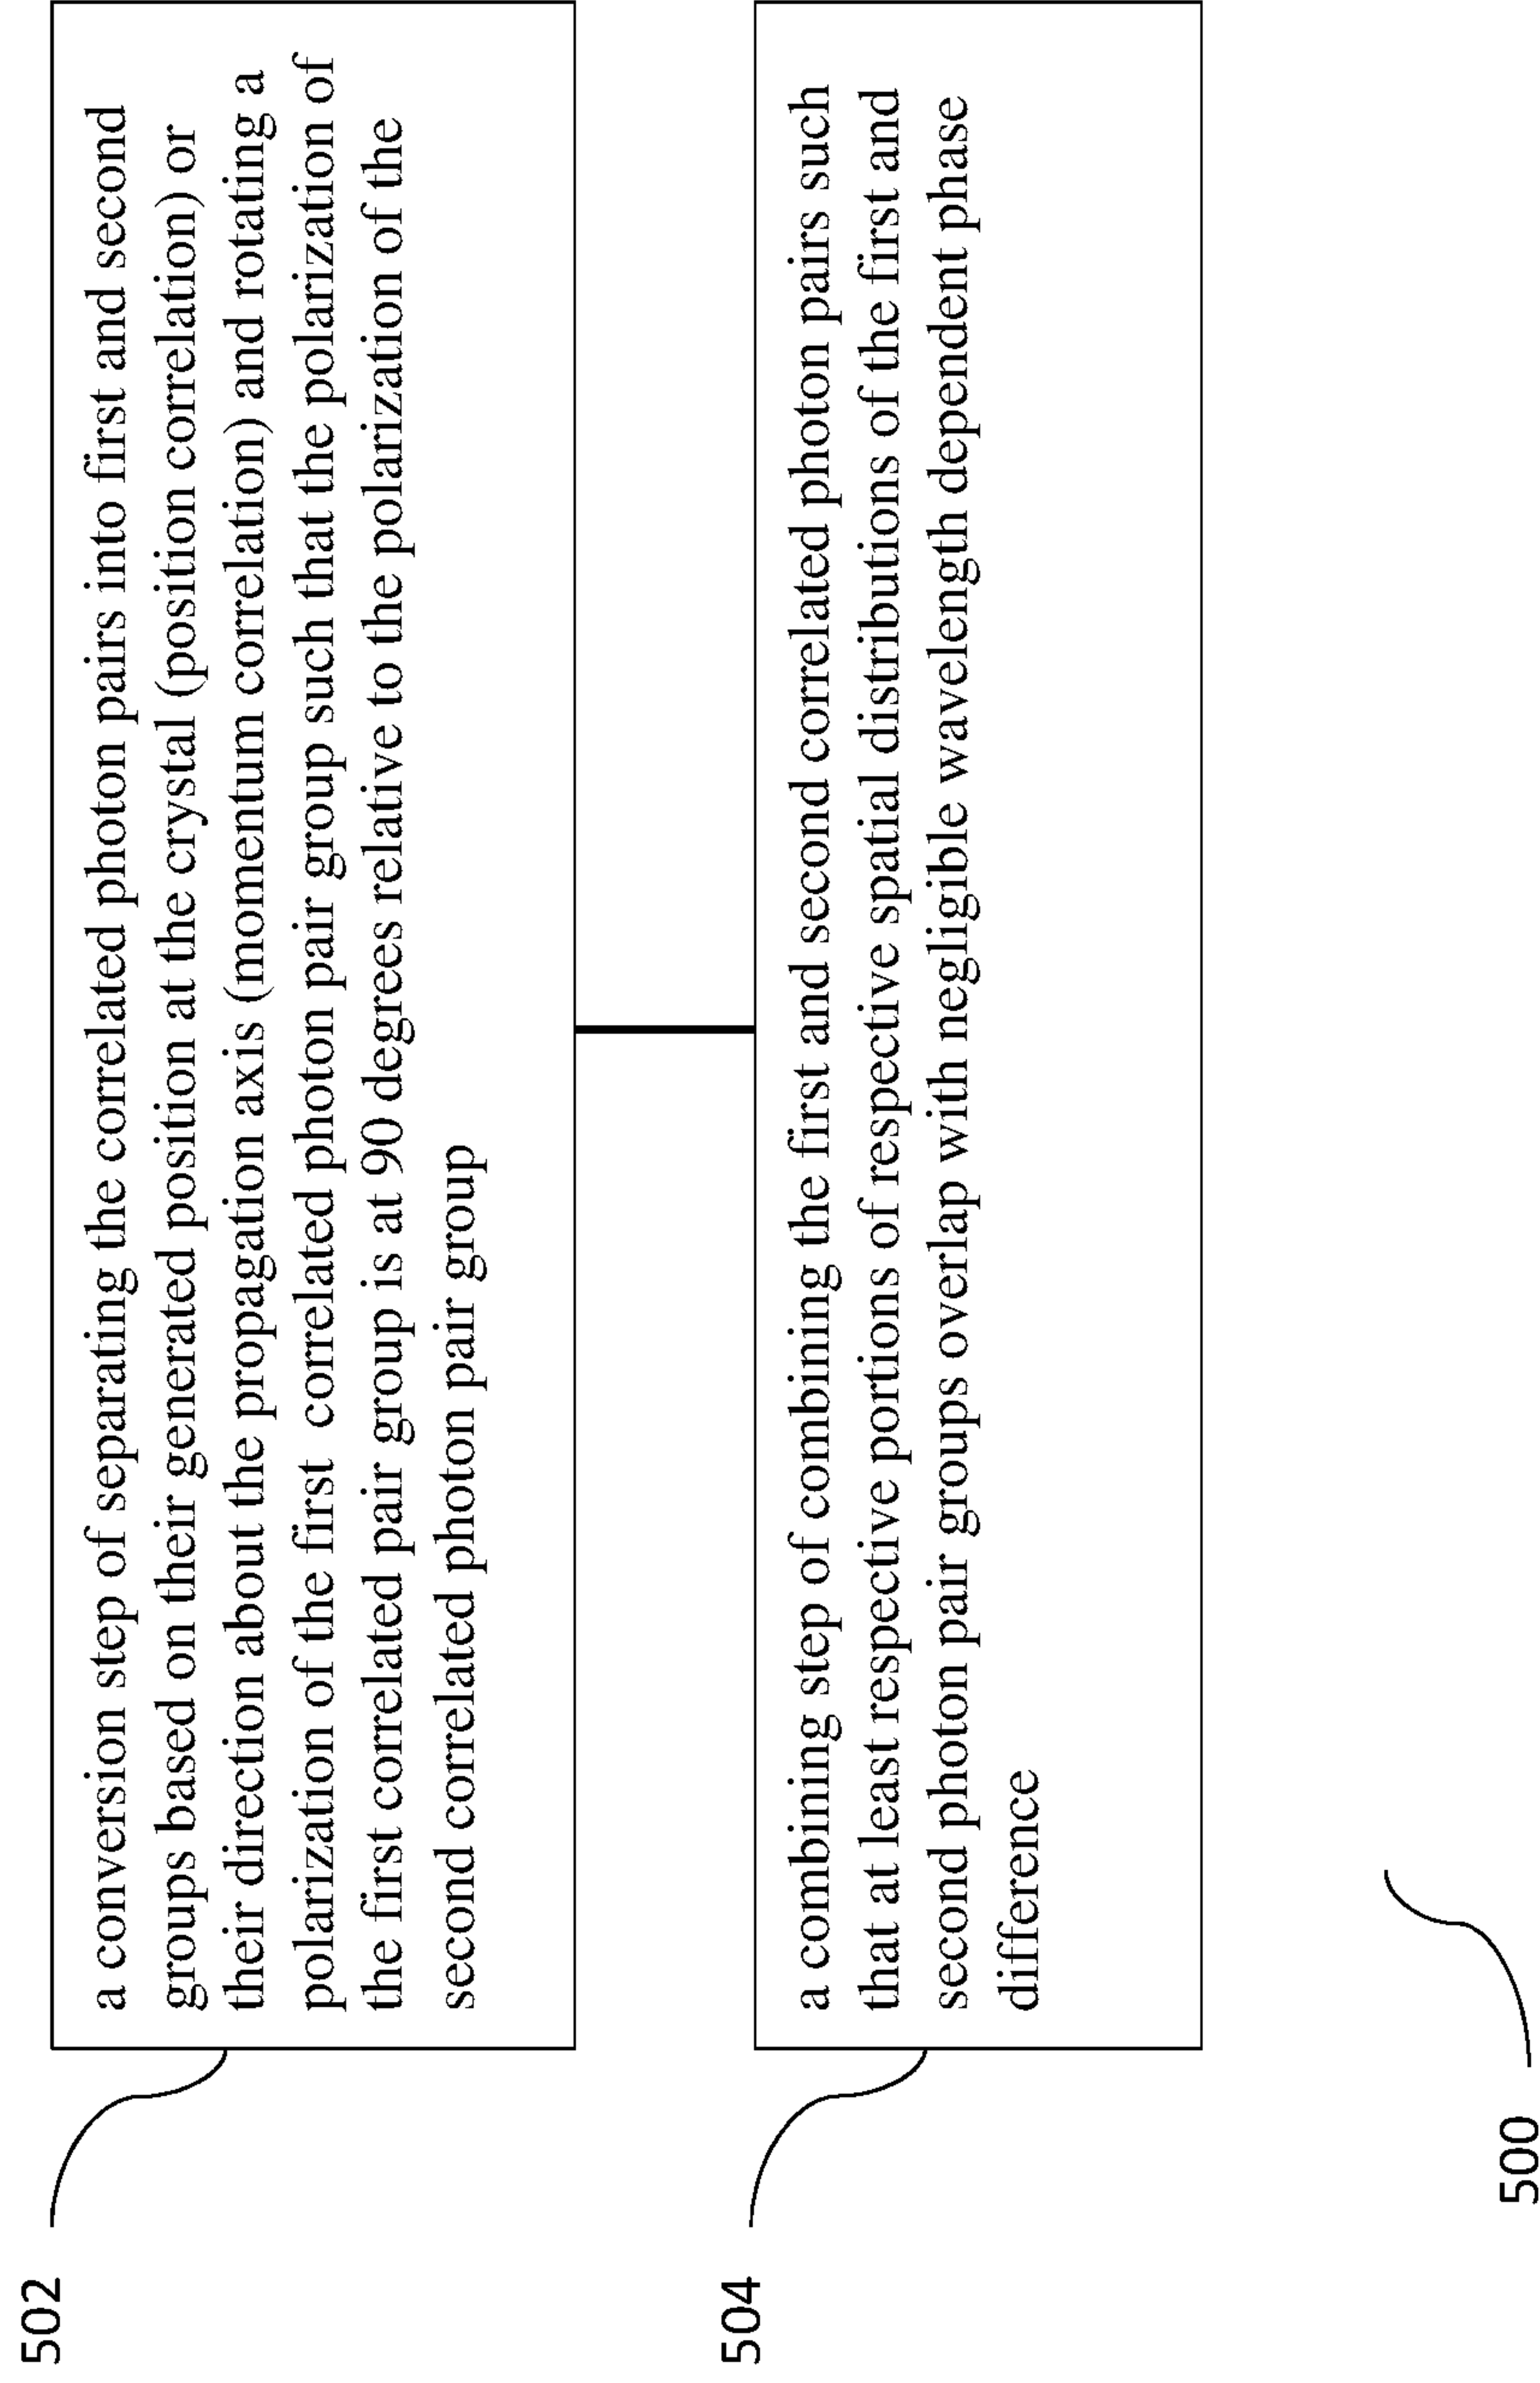 502
a conversion step of separating the correlated photon pairs into first and second
groups based on their generated position at the crystal (position correlation) or
their direction about the propagation axis (momentum correlation) and rotating a
polarization of the first correlated photon pair group such that the polarization of
the first correlated pair group is at 90 degrees relative to the polarization of the
second correlated photon pair group
504
a combining step of combining the first and second correlated photon pairs such
that at least respective portions of respective spatial distributions of the first and
second photon pair groups overlap with negligible wavelength dependent phase
difference
500